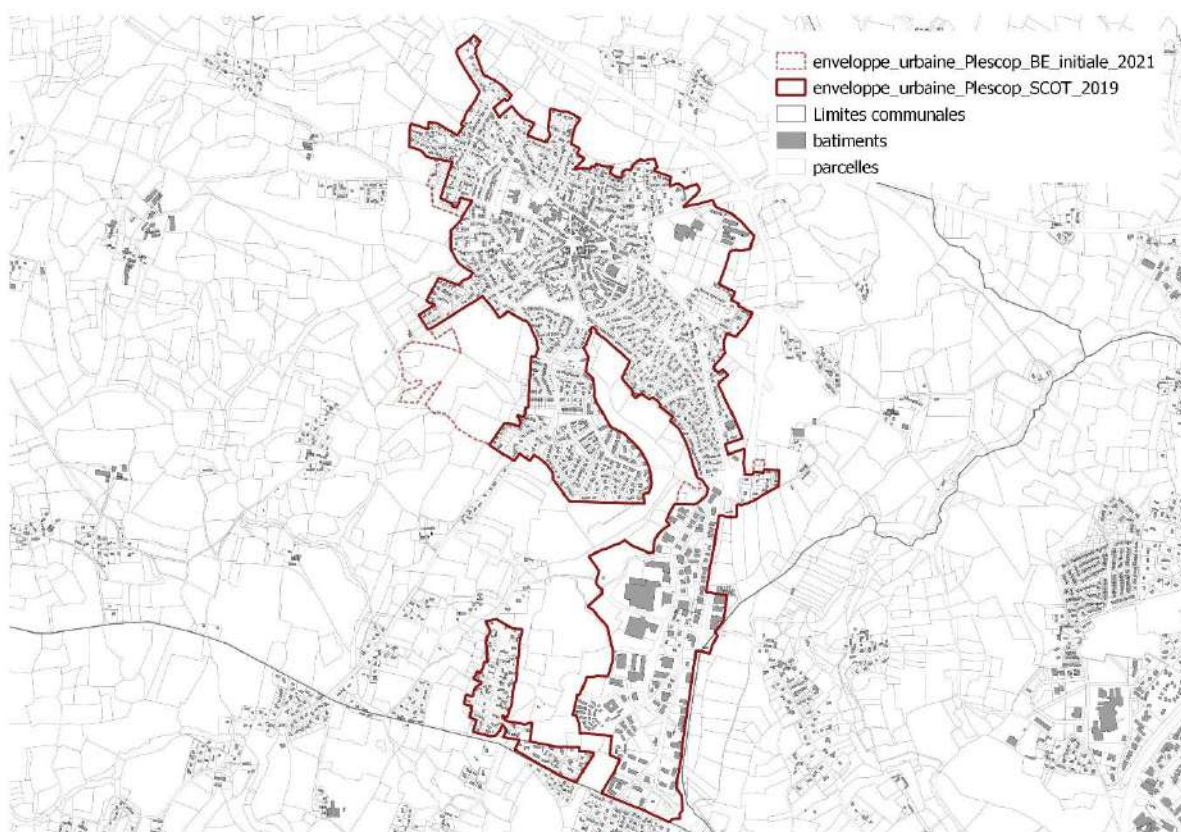 enveloppe_urbaine_Plescop_BE_initiale_2021
enveloppe_urbaine_Plescop_SCOT_2019
Limites communales
batiments
parcelles